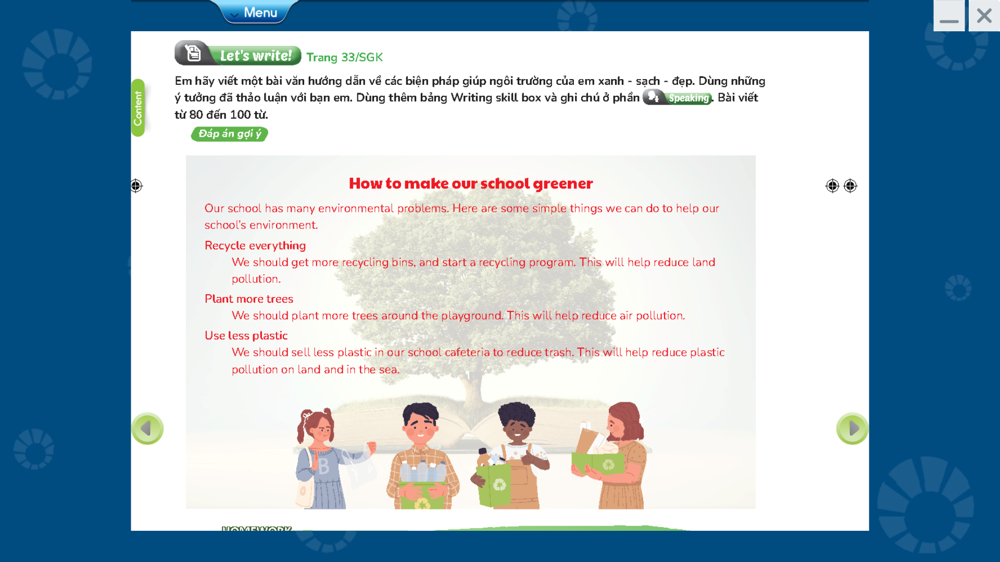 Menu
Content
Let's write! Trang 33/SGK
Em hãy viết một bài văn hướng dẫn về các biện pháp giúp ngôi trường của em xanh - sạch - đẹp. Dùng những
ý tưởng đã thảo luận với bạn em. Dùng thêm bảng Writing skill box và ghi chú ở phần Speaking. Bài viết
từ 80 đến 100 từ.
Đáp án gợi ý
How to make our school greener
Our school has many environmental problems. Here are some simple things we can do to help our
school's environment.
Recycle everything
We should get more recycling bins, and start a recycling program. This will help reduce land
pollution.
Plant more trees
We should plant more trees around the playground. This will help reduce air pollution.
Use less plastic
We should sell less plastic in our school cafeteria to reduce trash. This will help reduce plastic
pollution on land and in the sea.
B
HOMEWORK